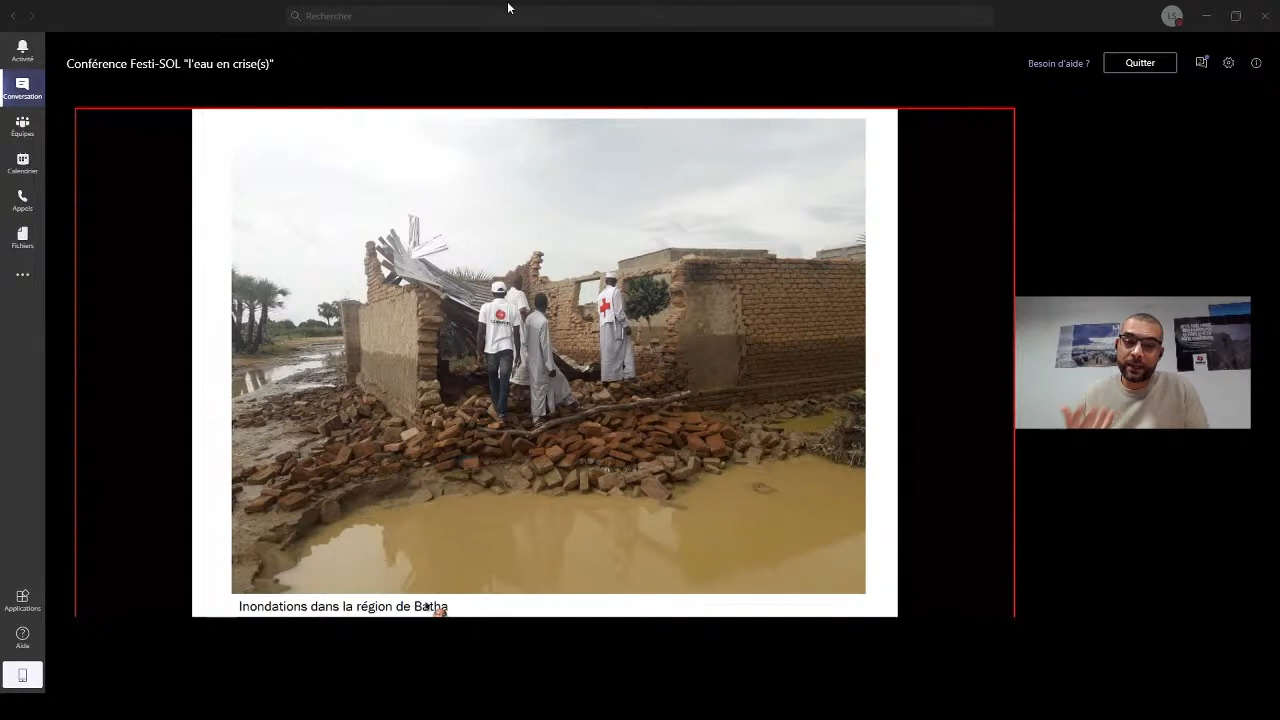 Rechercher
LS
Activité
Conversation
Équipes
Calendrier
Appels
Fichiers
Applications
Aide
Conférence Festi-SOL "l'eau en crise(s)"
Besoin d'aide ?
Quitter
Inondations dans la région de Batha